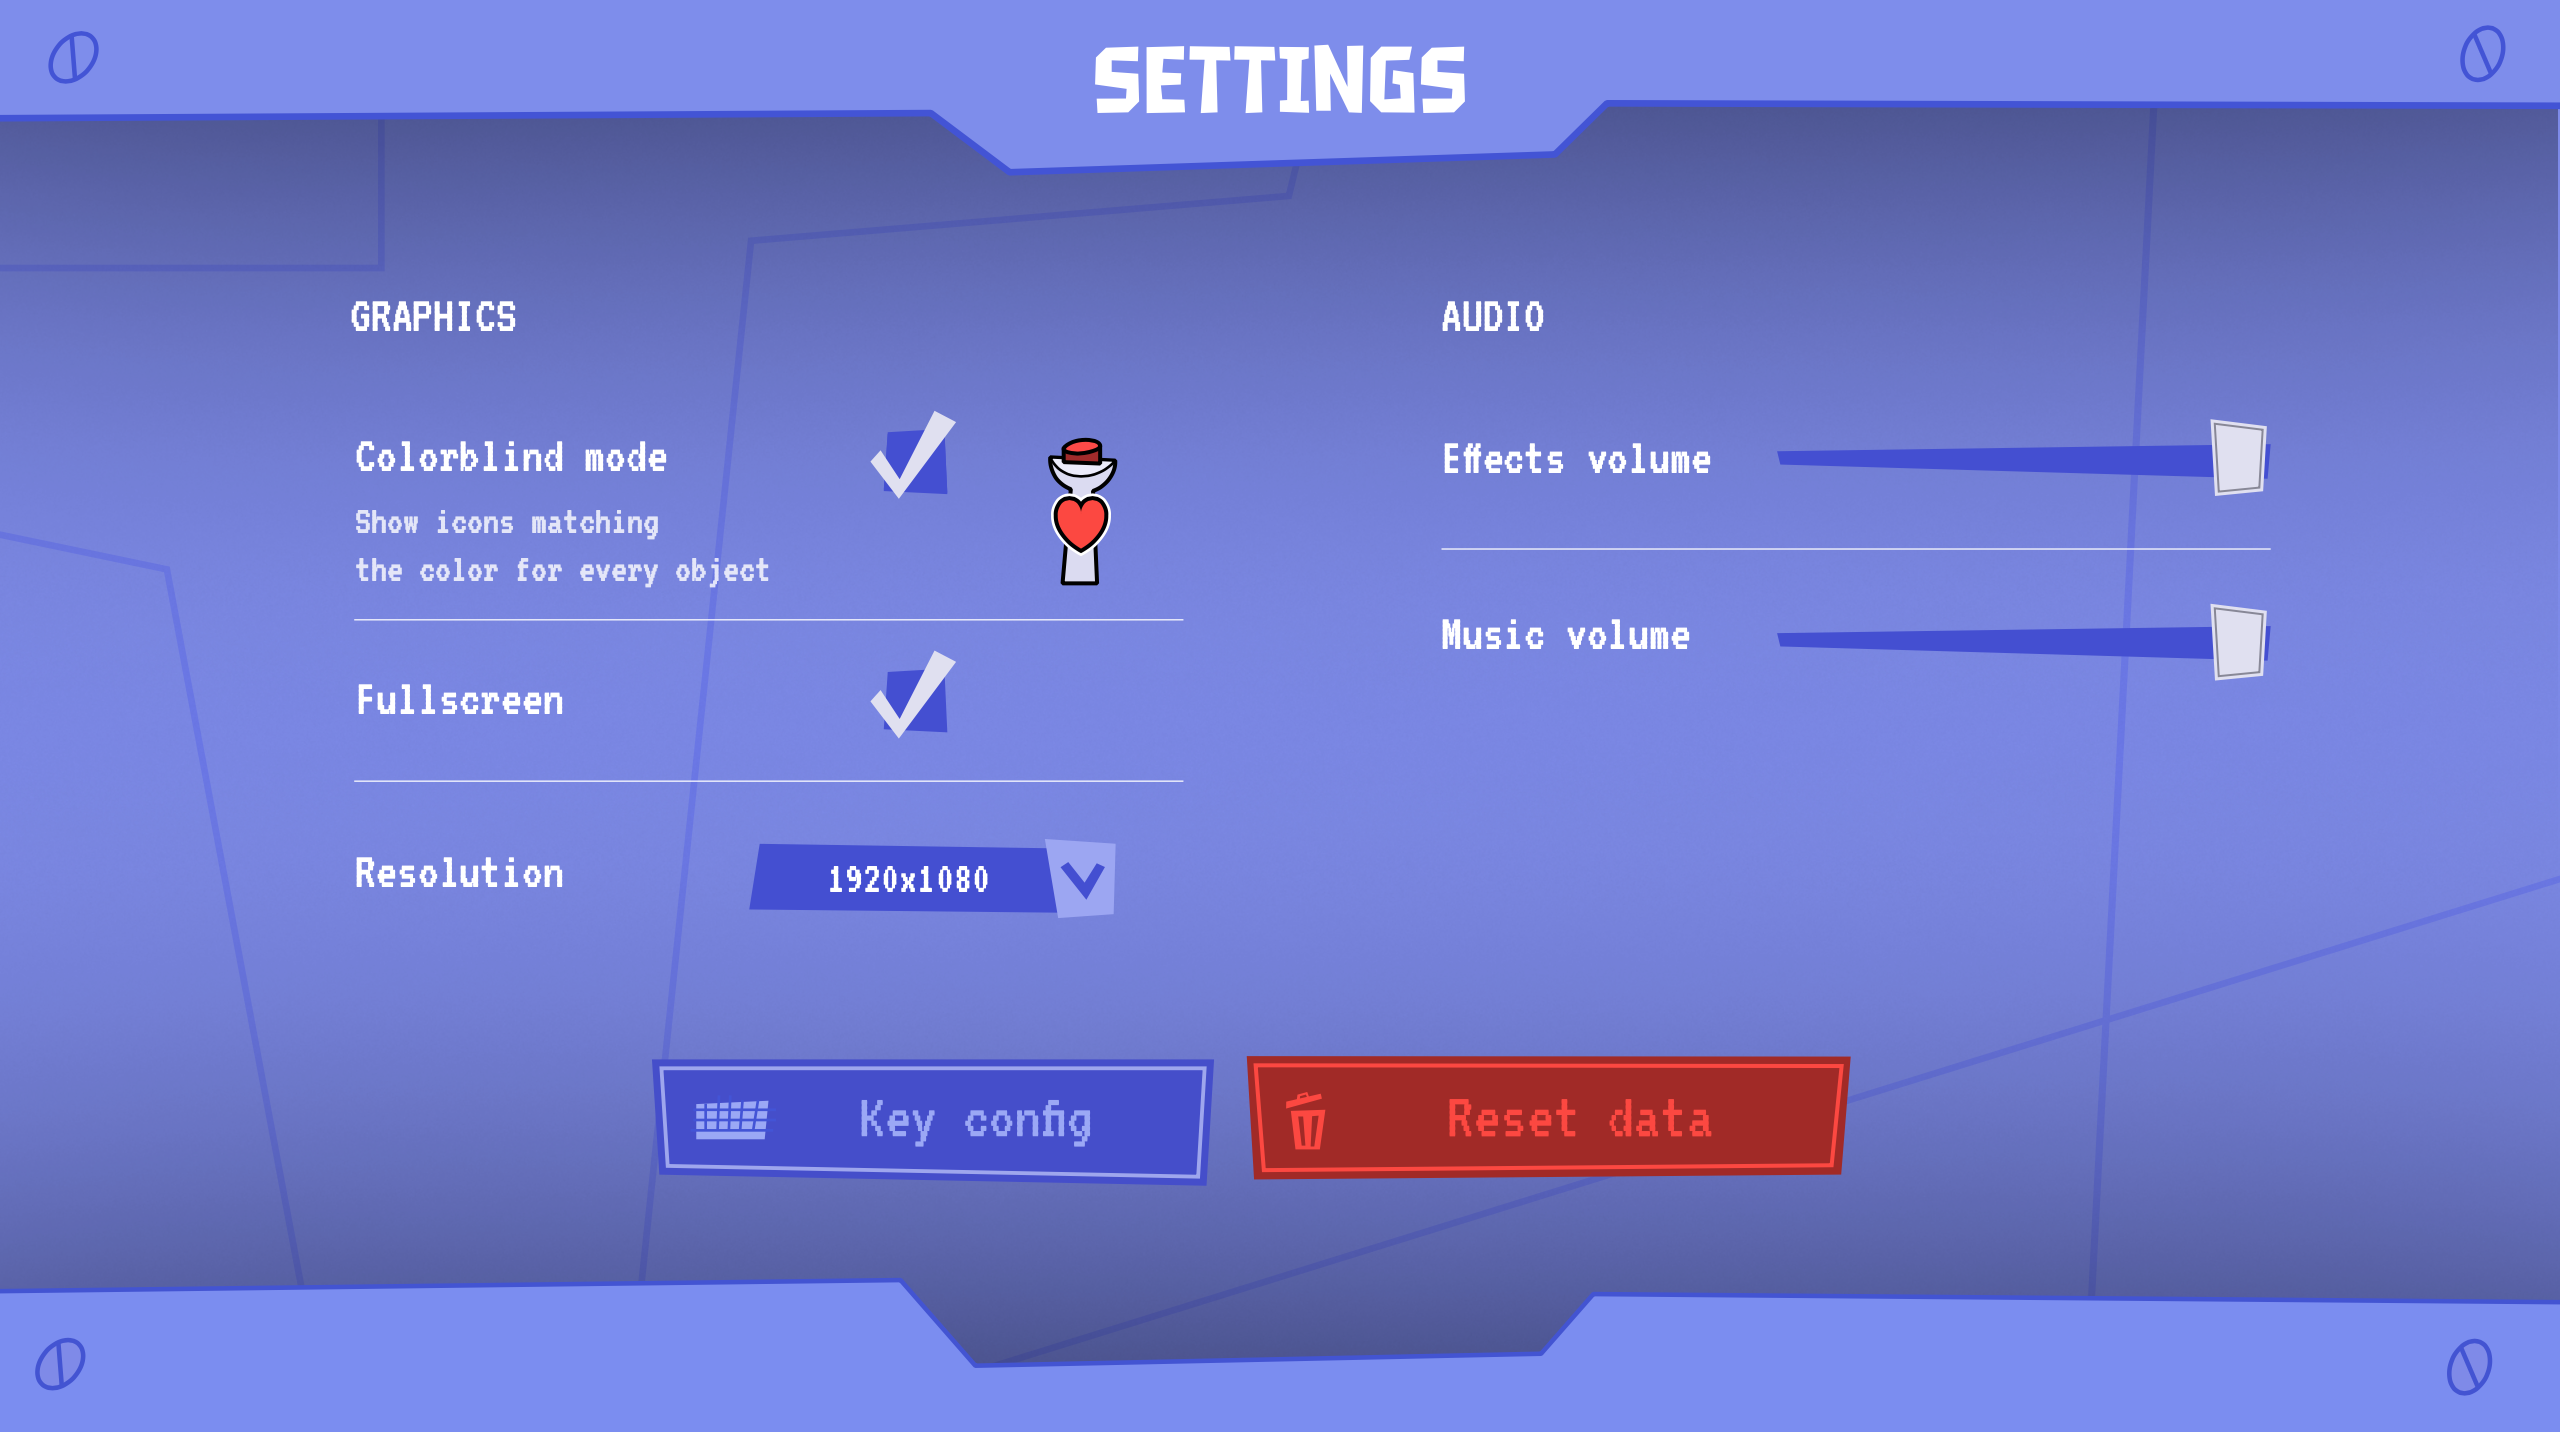 SETTINGS
GRAPHICS
Colorblind mode
Show icons matching
the color for every object
Fullscreen
Resolution
1920x1080
AUDIO
Effects volume
Music volume
Key config
Reset data